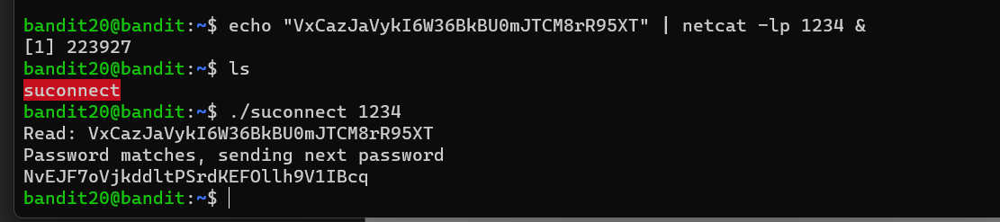 bandit20@bandit:~$ echo "VxCazJaVykI6W36BkBU0mJTCM8rR95XT" | netcat -lp 1234 &
[1] 223927
bandit20@bandit:~$ ls
suconnect
bandit20@bandit:~$ ./suconnect 1234
Read: VxCazJaVykI6W36BkBU0mJTCM8rR95XT
Password matches, sending next password
NvEJF7oVjkddltPSrdKEFOllh9V1IBcq
bandit20@bandit:~$